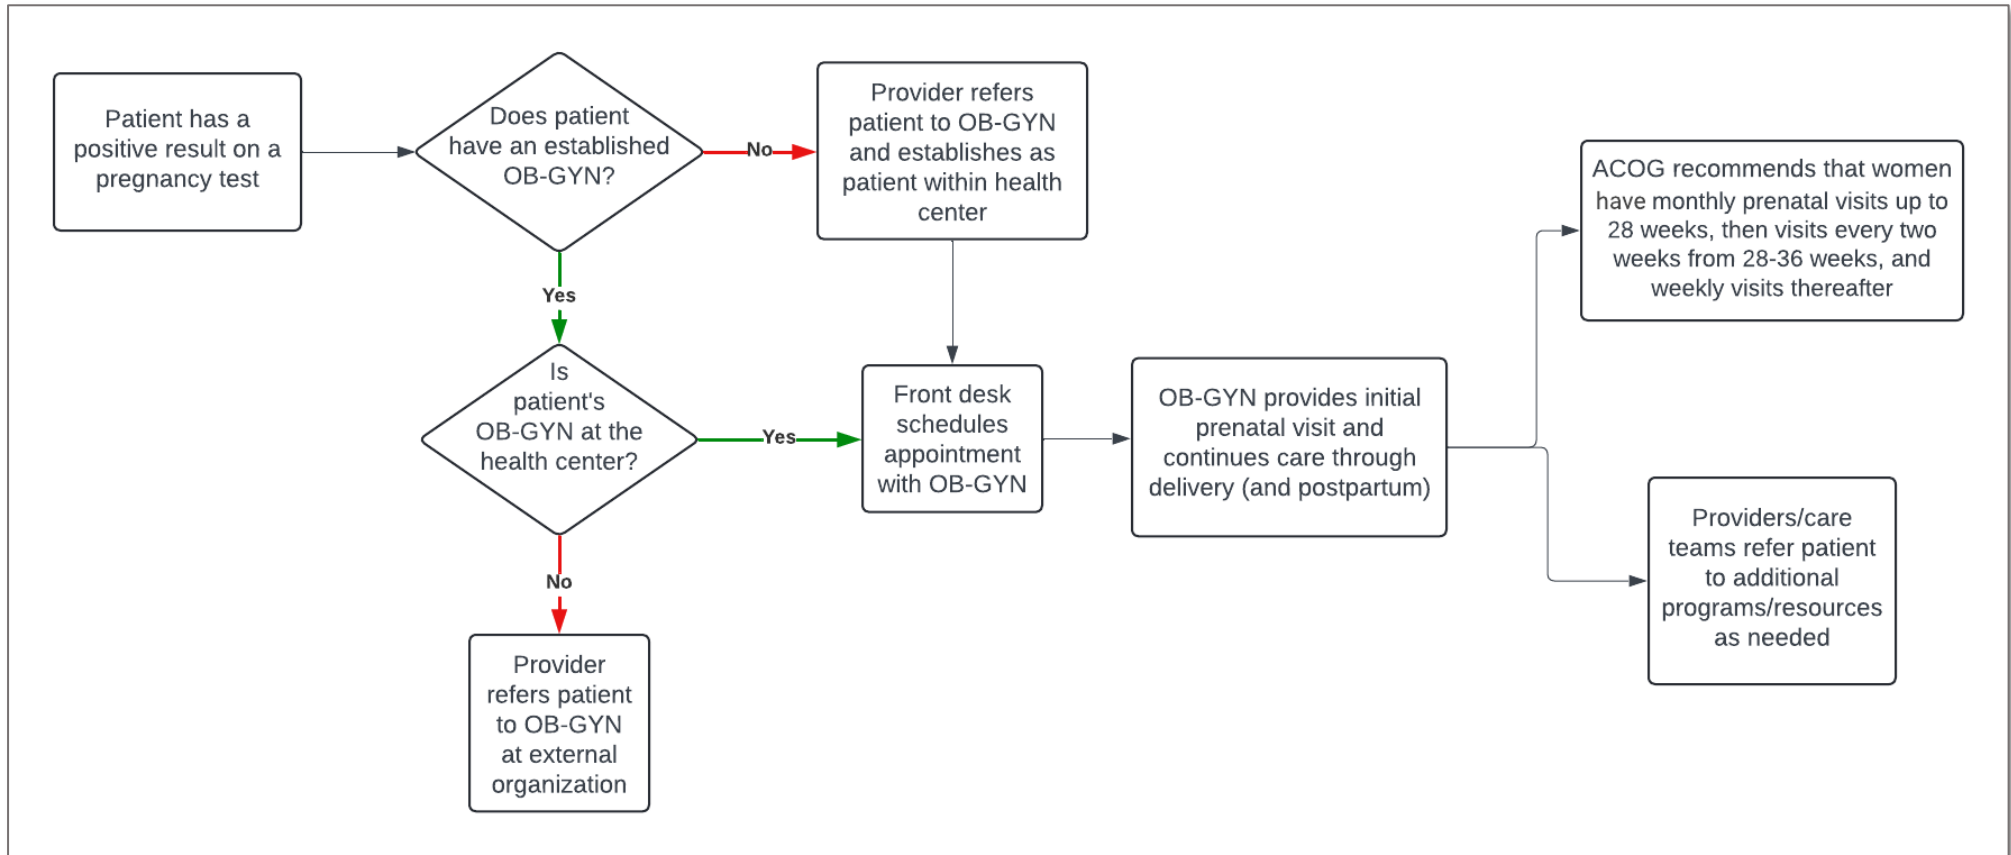 Patient has a
positive result on a
pregnancy test
Does patient
have an established
OB-GYN?
No
Provider refers
patient to OB-GYN
and establishes as
patient within health
center
Yes
Is
patient's
OB-GYN at the
health center?
Yes
Front desk
schedules
appointment
with OB-GYN
OB-GYN provides initial
prenatal visit and
continues care through
delivery (and postpartum)
ACOG recommends that women
have monthly prenatal visits up to
28 weeks, then visits every two
weeks from 28-36 weeks, and
weekly visits thereafter
Providers/care
teams refer patient
to additional
programs/resources
as needed
No
Provider
refers patient
to OB-GYN
at external
organization